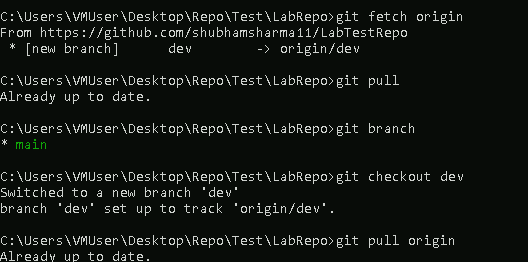 C:\Users\VMUser\Desktop\Repo\Test\LabRepo>git fetch origin
From https://github.com/shubhamsharma11/LabTestRepo
 * [new branch]      dev        -> origin/dev
C:\Users\VMUser\Desktop\Repo\Test\LabRepo>git pull
Already up to date.
C:\Users\VMUser\Desktop\Repo\Test\LabRepo>git branch
* main
C:\Users\VMUser\Desktop\Repo\Test\LabRepo>git checkout dev
Switched to a new branch 'dev'
branch 'dev' set up to track 'origin/dev'.
C:\Users\VMUser\Desktop\Repo\Test\LabRepo>git pull origin
Already up to date.